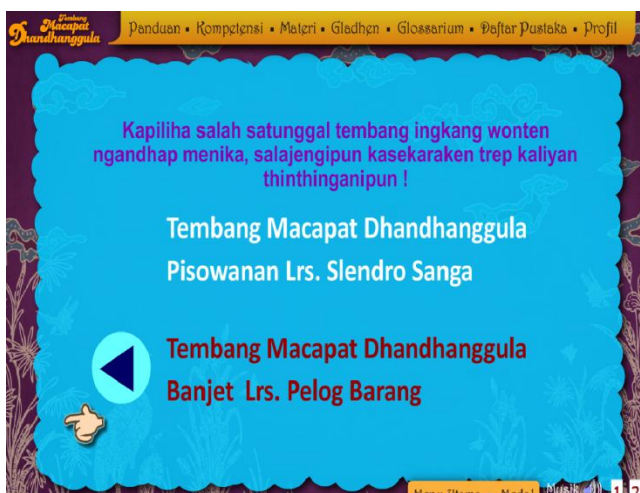 Tembang
Macapat
Dhandhanggula
Panduan • Kompetensi • Materi • Gladhen • Glossarium • Daftar Pustaka • Profil
Kapiliha salah satunggal tembang ingkang wonten
ngandhap menika, salajengipun kasekaraken trep kaliyan
thinthinganipun !
Tembang Macapat Dhandhanggula
Pisowanan Lrs. Slendro Sanga
Tembang Macapat Dhandhanggula
Banjet Lrs. Pelog Barang
Musik